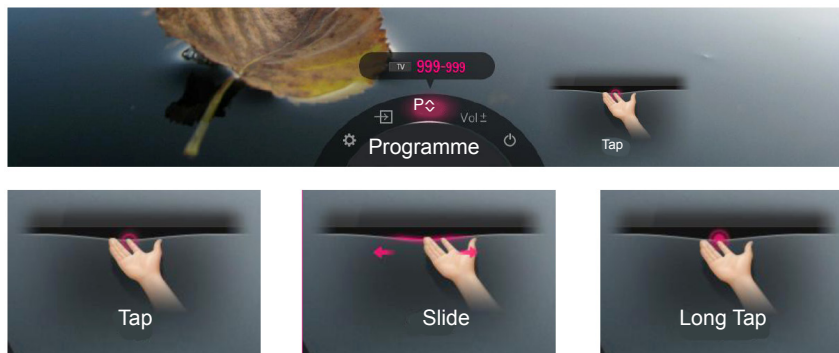 TV 999-999
P
Vol ±
Programme
Tap
Tap
Slide
Long Tap